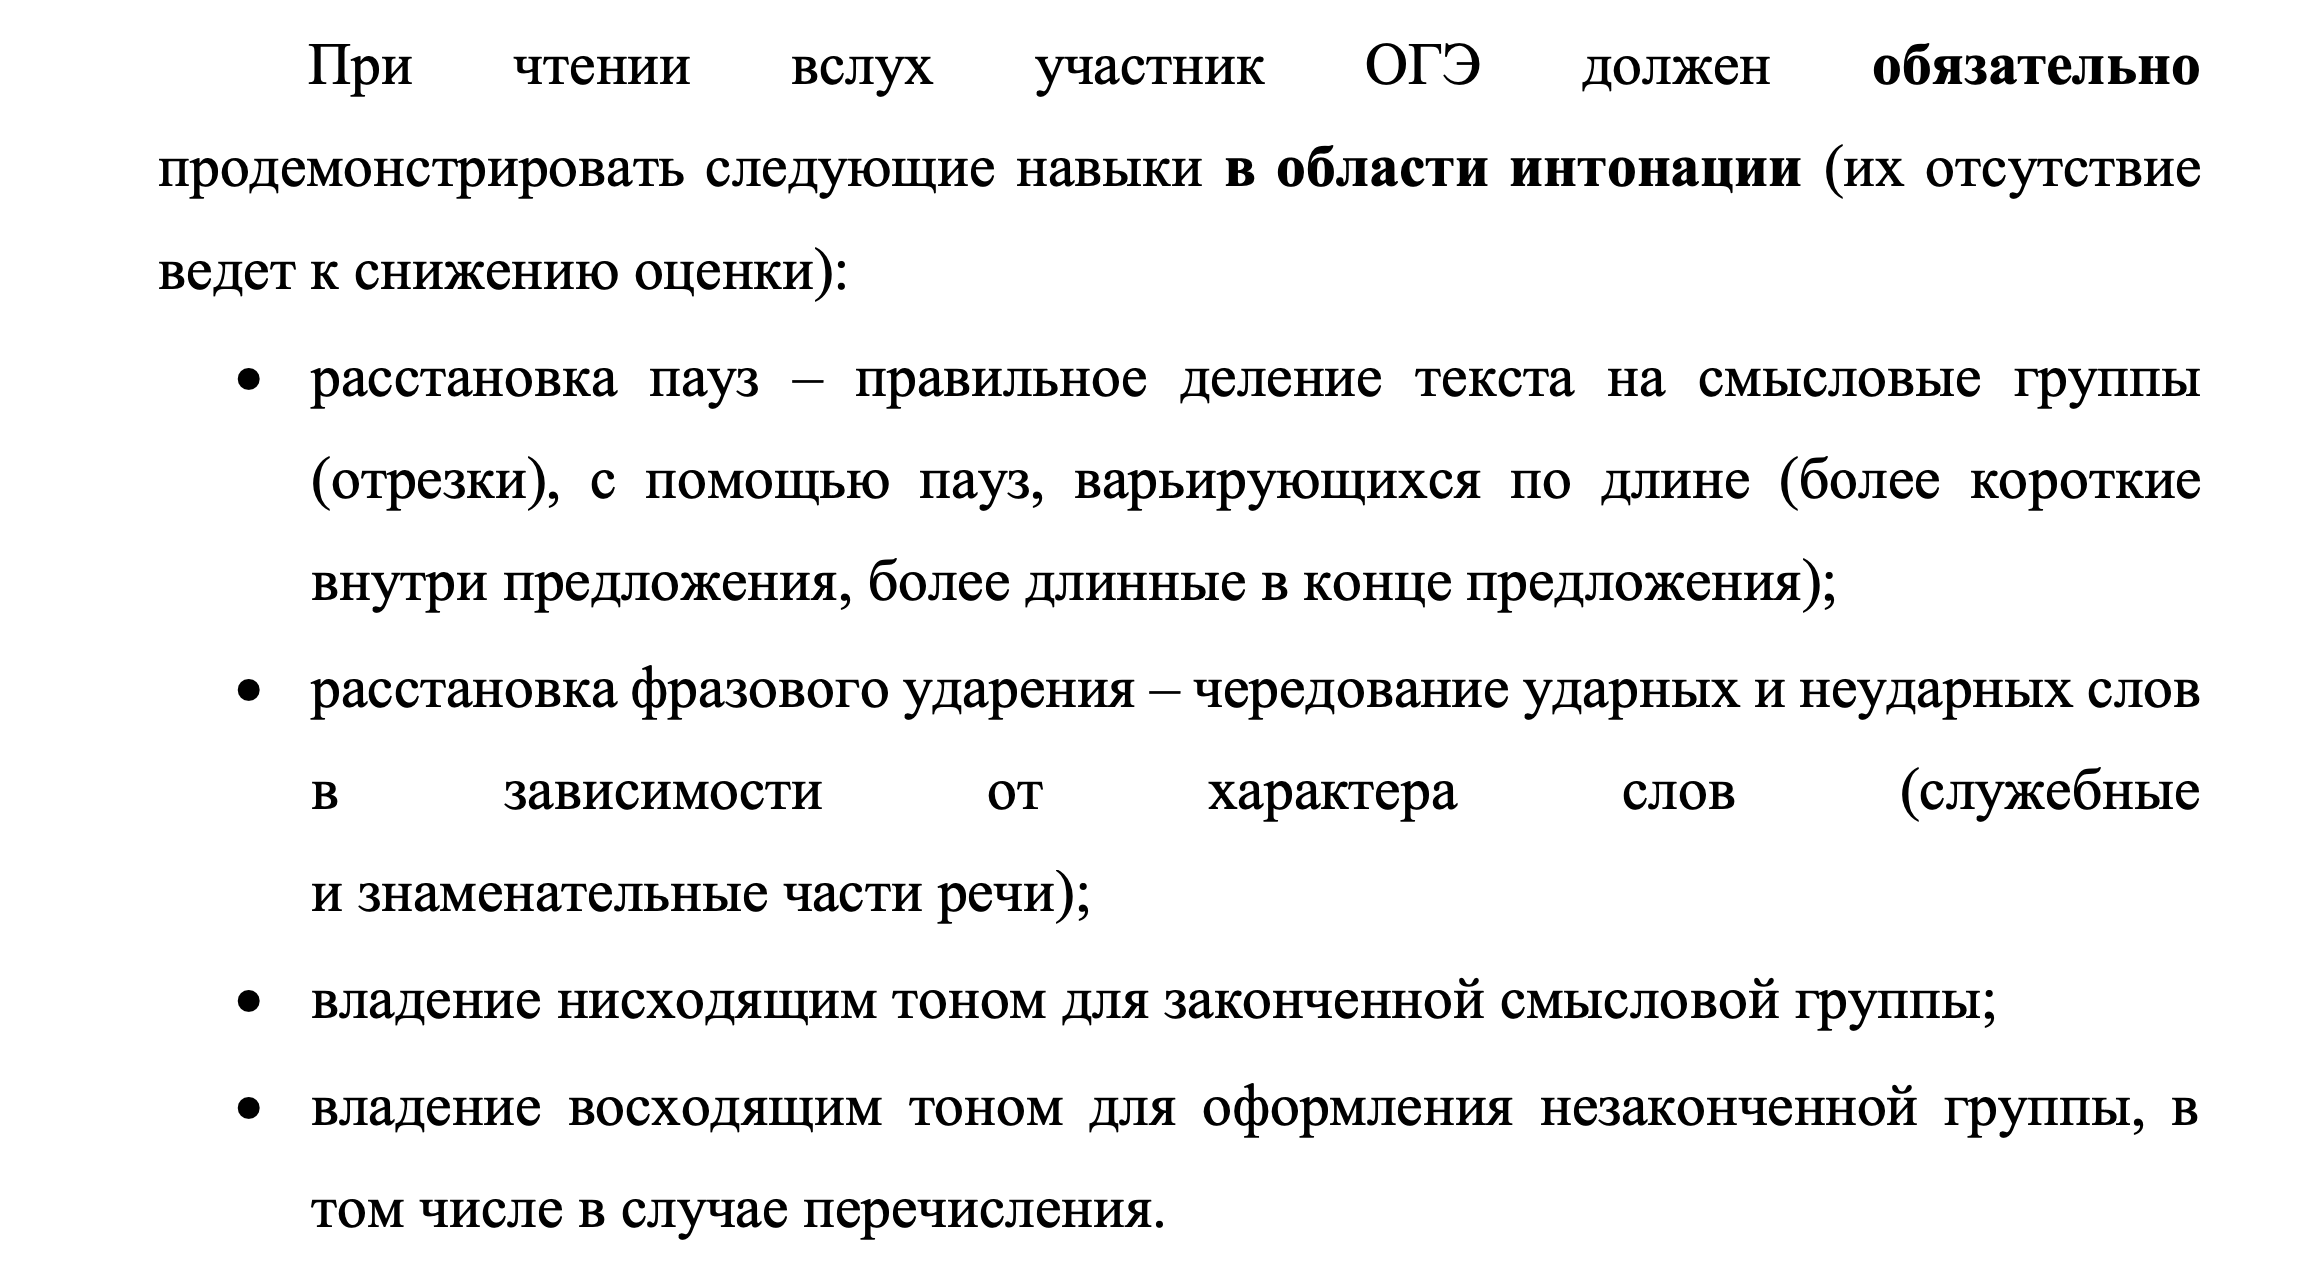 При чтении вслух участник ОГЭ должен обязательно
продемонстрировать следующие навыки в области интонации (их отсутствие
ведет к снижению оценки):
• расстановка пауз – правильное деление текста на смысловые группы
(отрезки), с помощью пауз, варьирующихся по длине (более короткие
внутри предложения, более длинные в конце предложения);
• расстановка фразового ударения – чередование ударных и неударных слов
в зависимости от характера слов (служебные
и знаменательные части речи);
• владение нисходящим тоном для законченной смысловой группы;
• владение восходящим тоном для оформления незаконченной группы, в
том числе в случае перечисления.